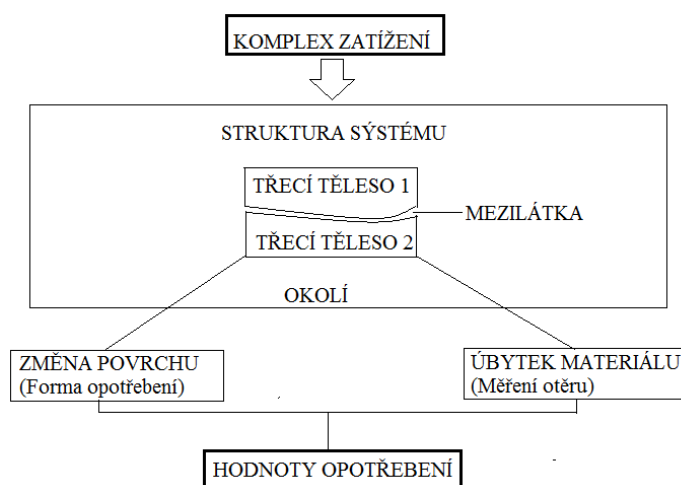 KOMPLEX ZATÍŽENÍ
STRUKTURA SÝSTÉMU
TŘECÍ TĚLESO 1
MEZILÁTKA
TŘECÍ TĚLESO 2
OKOLÍ
ZMĚNA POVRCHU
(Forma opotřebení)
ÚBYTEK MATERIÁLU
(Měření otěru)
HODNOTY OPOTŘEBENÍ